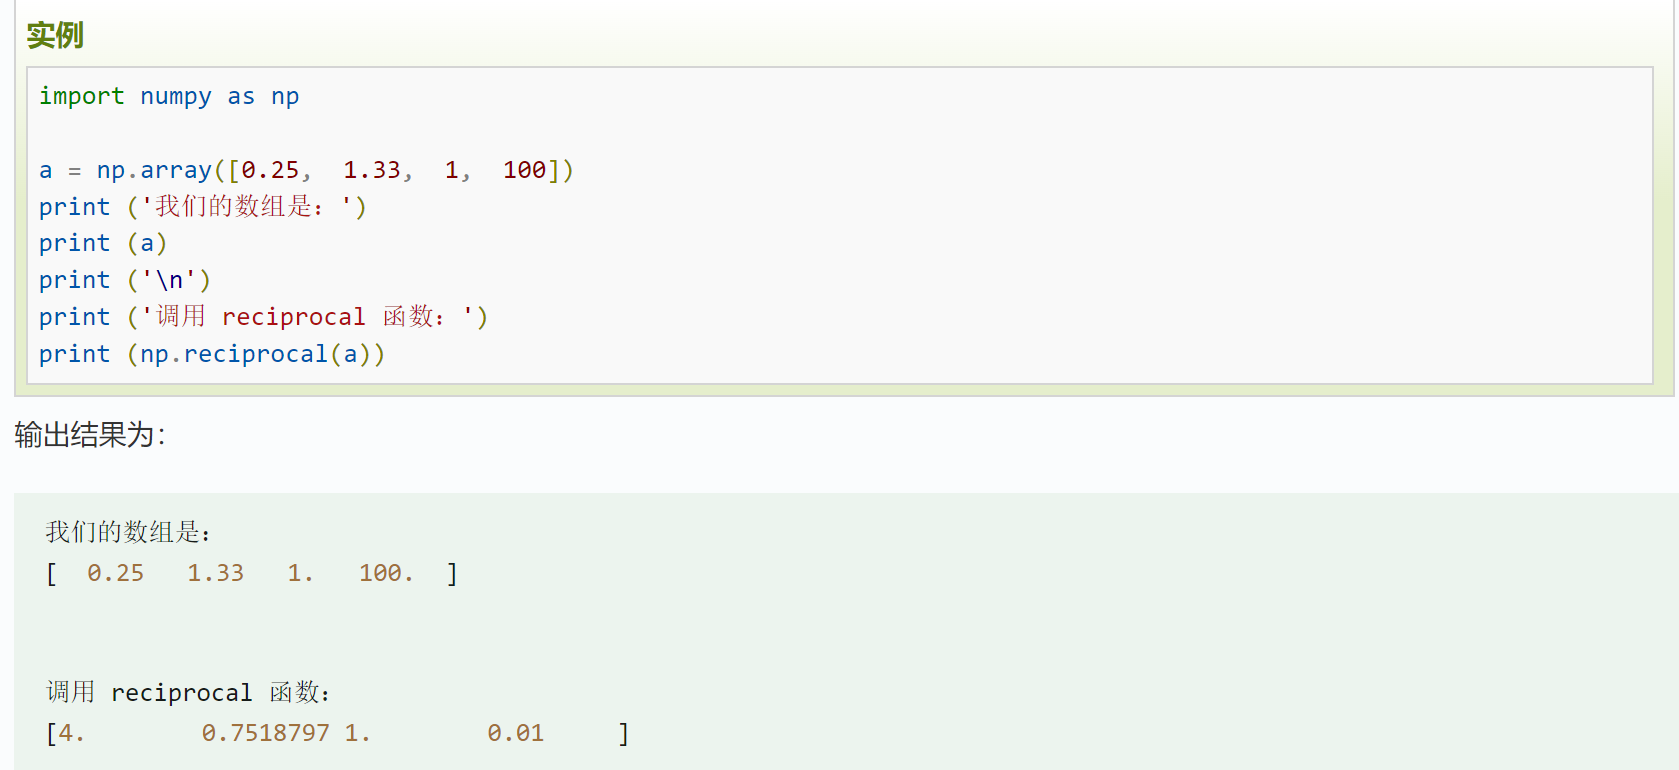 实例
import numpy as np
a = np.array([0.25,  1.33,  1,  100])
print ('我们的数组是：')
print (a)
print ('\n')
print ('调用 reciprocal 函数：')
print (np.reciprocal(a))
输出结果为：
我们的数组是：
[  0.25   1.33   1.   100.  ]
调用 reciprocal 函数：
[4.        0.7518797 1.        0.01     ]